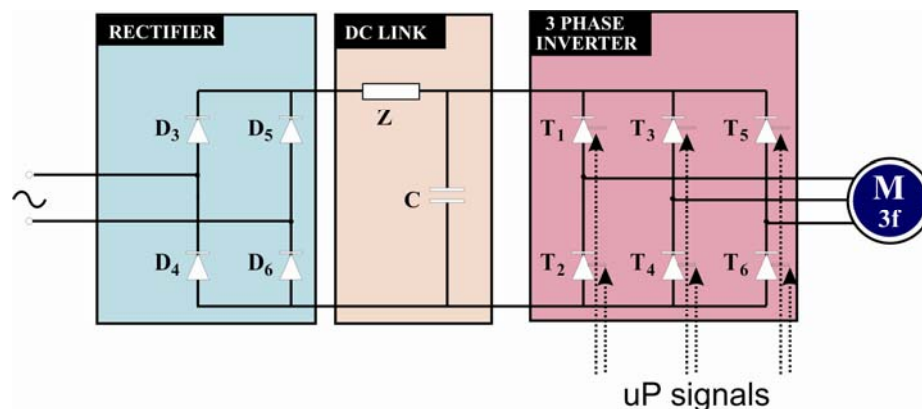 RECTIFIER
DC LINK
3 PHASE
INVERTER
D3
D5
Z
T1
T3
T5
C
M
3f
D4
D6
T2
T4
T6
uP signals